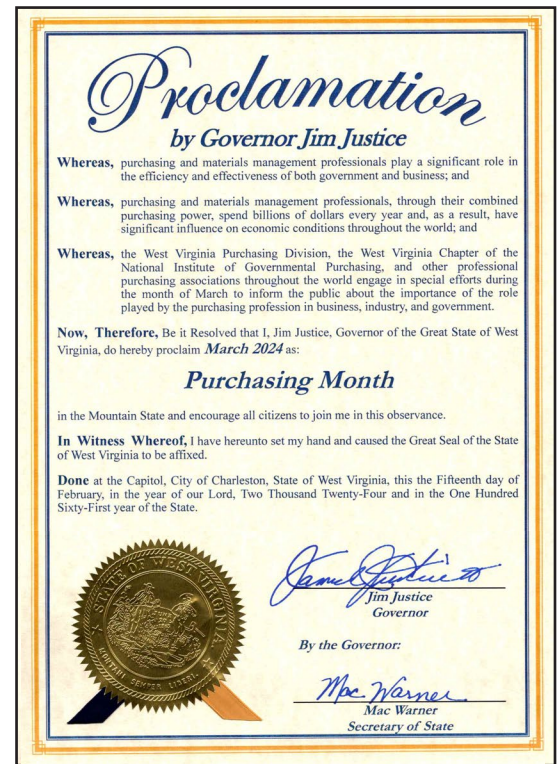 Proclamation
by Governor Jim Justice
Whereas, purchasing and materials management professionals play a significant role in
the efficiency and effectiveness of both government and business; and
Whereas, purchasing and materials management professionals, through their combined
purchasing power, spend billions of dollars every year and, as a result, have
significant influence on economic conditions throughout the world; and
Whereas, the West Virginia Purchasing Division, the West Virginia Chapter of the
National Institute of Governmental Purchasing, and other professional
purchasing associations throughout the world engage in special efforts during
the month of March to inform the public about the importance of the role
played by the purchasing profession in business, industry, and government.
Now, Therefore, Be it Resolved that I, Jim Justice, Governor of the Great State of West
Virginia, do hereby proclaim March 2024 as:
Purchasing Month
in the Mountain State and encourage all citizens to join me in this observance.
In Witness Whereof, I have hereunto set my hand and caused the Great Seal of the State
of West Virginia to be affixed.
Done at the Capitol, City of Charleston, State of West Virginia, this the Fifteenth day of
February, in the year of our Lord, Two Thousand Twenty-Four and in the One Hundred
Sixty-First year of the State.
STATE OF WEST VIRGINIA
MONTANI SEMPER LIBERI
Jim Justice
Governor
By the Governor:
Mac Warner
Mac Warner
Secretary of State